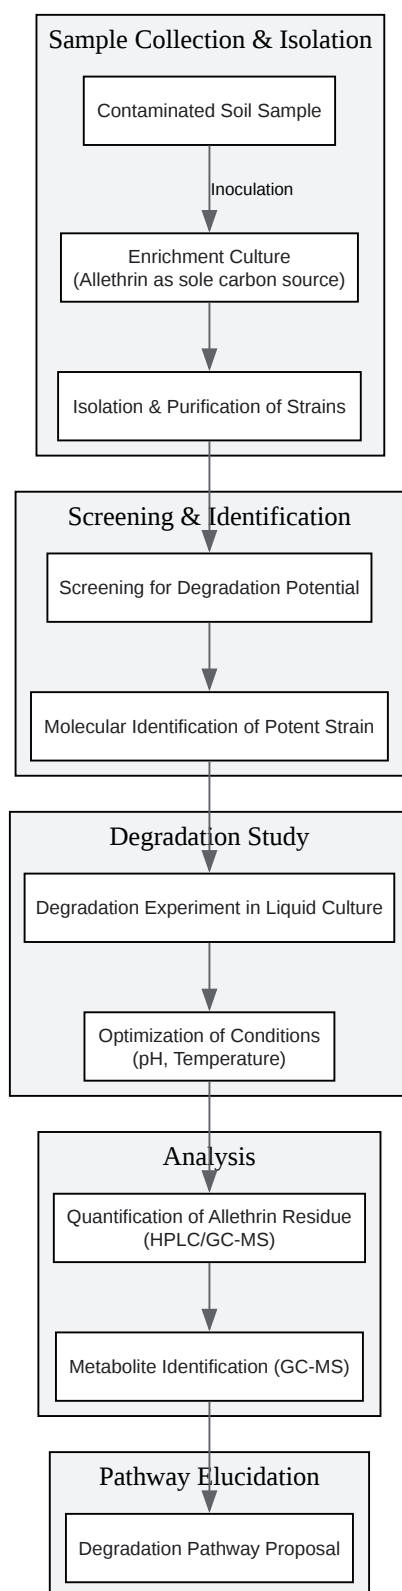 Sample Collection & Isolation
Contaminated Soil Sample
Inoculation
Enrichment Culture
(Allethrin as sole carbon source)
Isolation & Purification of Strains
Screening & Identification
Screening for Degradation Potential
Molecular Identification of Potent Strain
Degradation Study
Degradation Experiment in Liquid Culture
Optimization of Conditions
(pH, Temperature)
Analysis
Quantification of Allethrin Residue
(HPLC/GC-MS)
Metabolite Identification (GC-MS)
Pathway Elucidation
Degradation Pathway Proposal